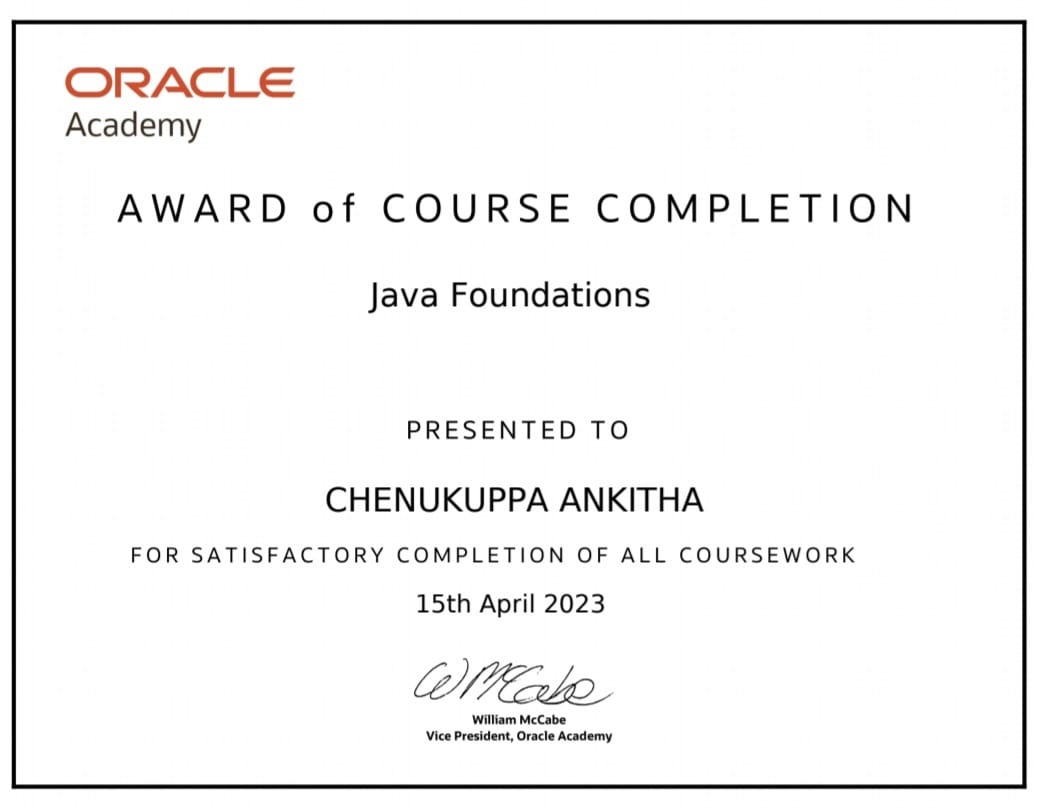 ORACLE
Academy
AWARD of COURSE COMPLETION
Java Foundations
PRESENTED TO
CHENUKUPPA ANKITHA
FOR SATISFACTORY COMPLETION OF ALL COURSEWORK
15th April 2023
WMcCabe
William McCabe
Vice President, Oracle Academy